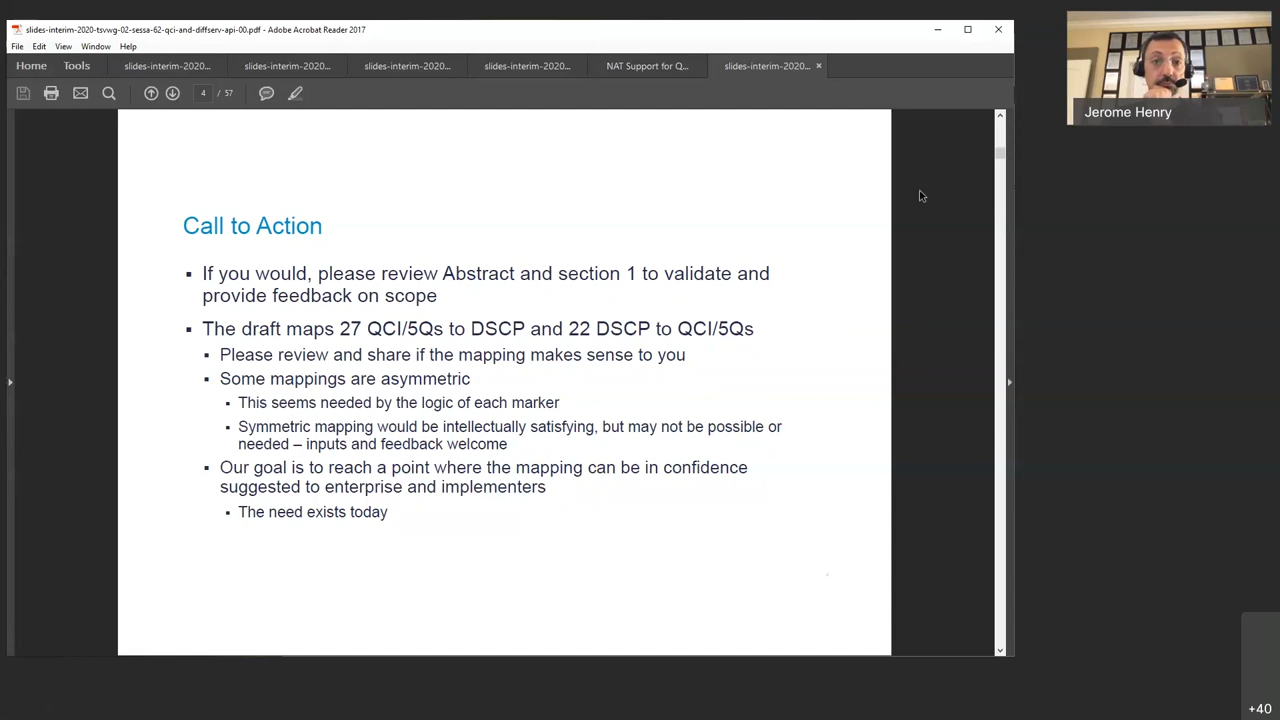 slides-interim-2020-tsvwg-02-sessa-62-qci-and-diffserv-api-00.pdf - Adobe Acrobat Reader 2017
File Edit View Window Help
Home Tools slides-interim-2020... slides-interim-2020... slides-interim-2020... slides-interim-2020... NAT Support for Q... slides-interim-2020... ×
4 / 57
Jerome Henry
Call to Action
▪ If you would, please review Abstract and section 1 to validate and
provide feedback on scope
▪ The draft maps 27 QCI/5Qs to DSCP and 22 DSCP to QCI/5Qs
▪ Please review and share if the mapping makes sense to you
▪ Some mappings are asymmetric
▪ This seems needed by the logic of each marker
▪ Symmetric mapping would be intellectually satisfying, but may not be possible or
needed – inputs and feedback welcome
▪ Our goal is to reach a point where the mapping can be in confidence
suggested to enterprise and implementers
▪ The need exists today
+40